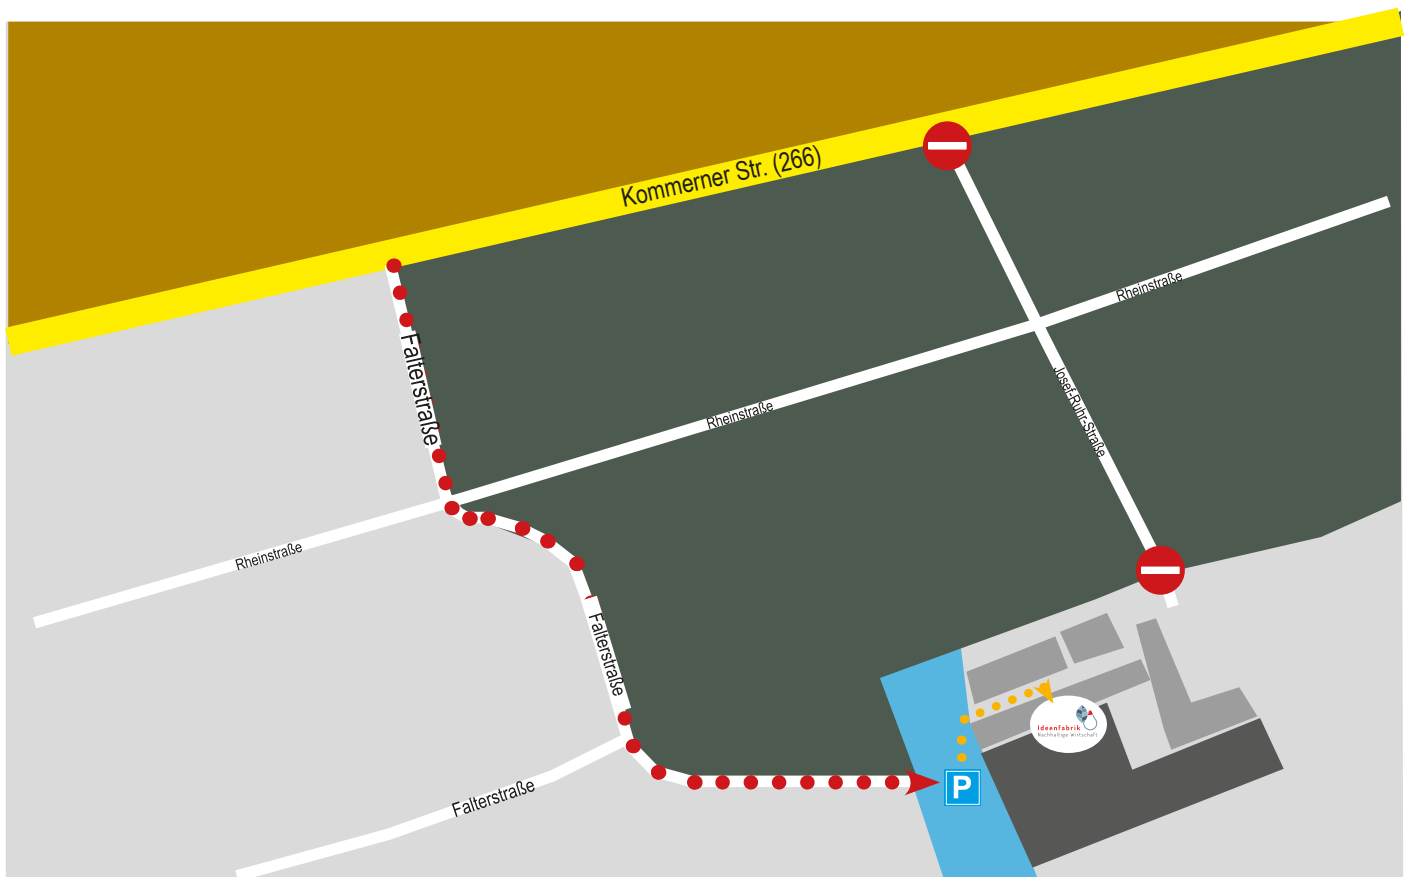 Kommerner Str. (266)
Rheinstraße
Falterstraße
Josef-Ruhr-Straße
Rheinstraße
Rheinstraße
Falterstraße
Ideenfabrik
Nachhaltige Wirtschaft
P
Falterstraße